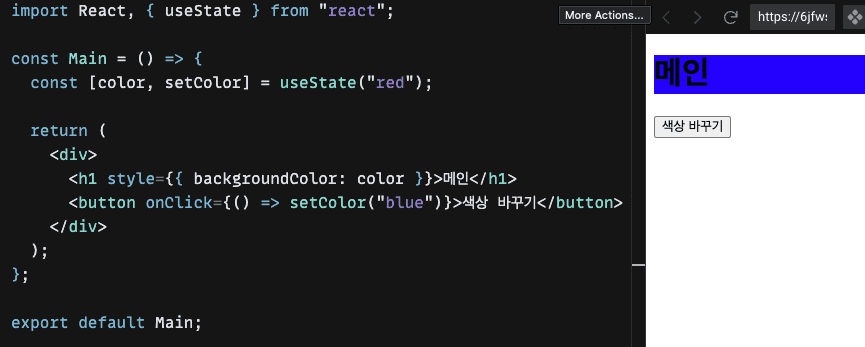 import React, { useState } from "react";
const Main = () => {
const [color, setColor] = useState("red");
return (
<div>
<h1 style={{ backgroundColor: color }}>메인</h1>
<button onClick={() => setColor("blue")}>색상 바꾸기</button>
</div>
);
};
export default Main;
More Actions...
https://6jfws
메인
색상 바꾸기